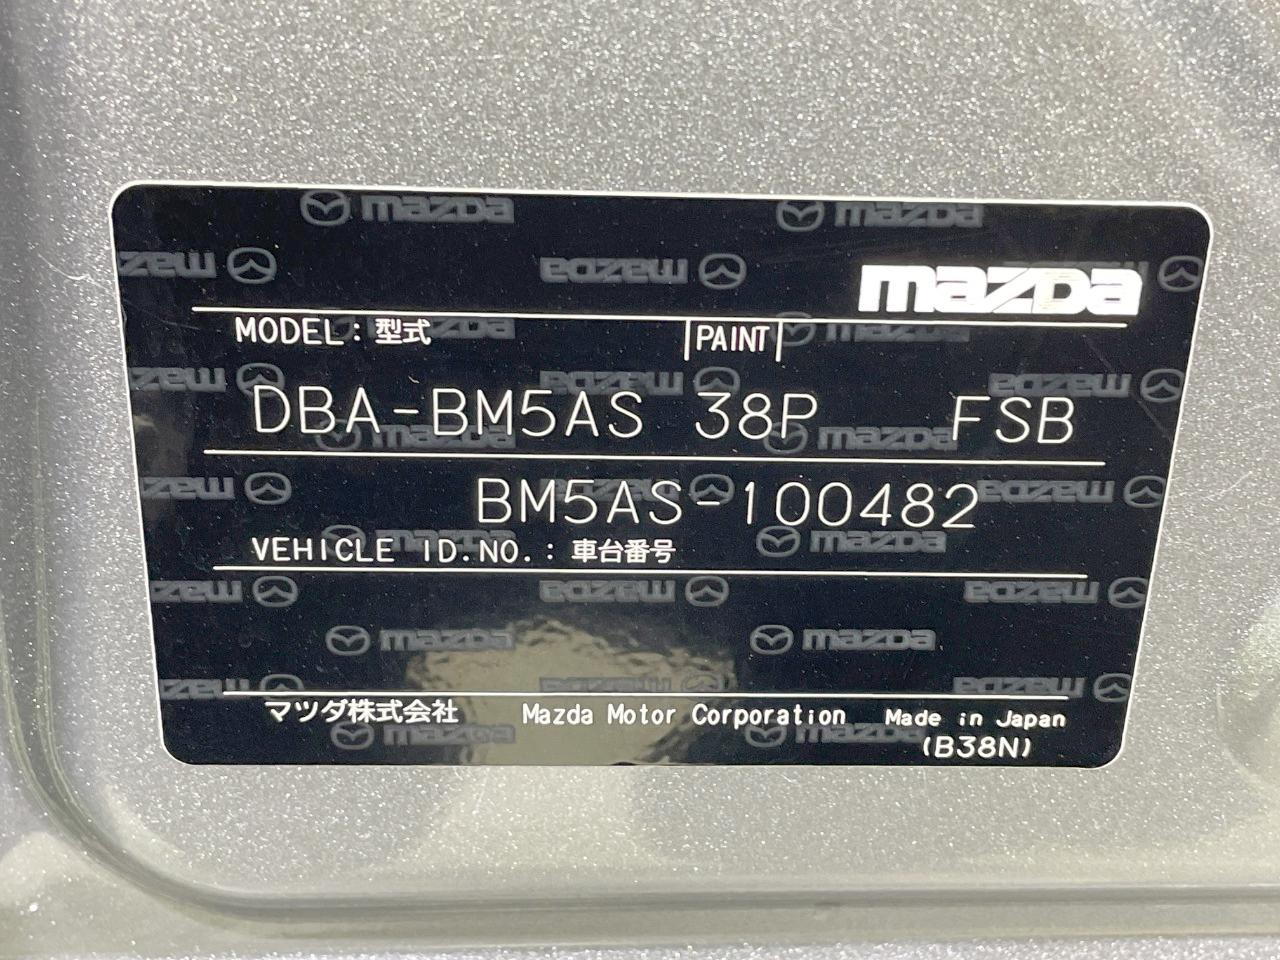 mazda
MODEL : 型式 PAINT
DBA-BM5AS 38P FSB
BM5AS-100482
VEHICLE ID.NO. : 車台番号
マツダ株式会社 Mazda Motor Corporation Made in Japan
(B38N)